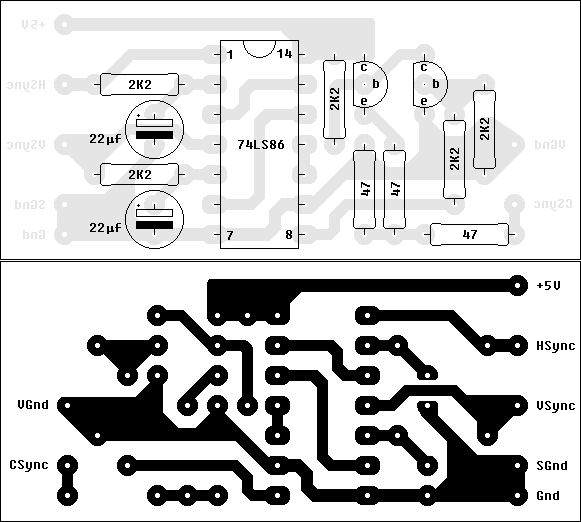 +5V
HSync
VSync
SGnd
Gnd
1
14
7
8
74LS86
2K2
22µf
2K2
22µf
2K2
c
b
e
c
b
e
2K2
2K2
47
47
47
VGnd
CSync
+5V
HSync
VGnd
VSync
CSync
SGnd
Gnd